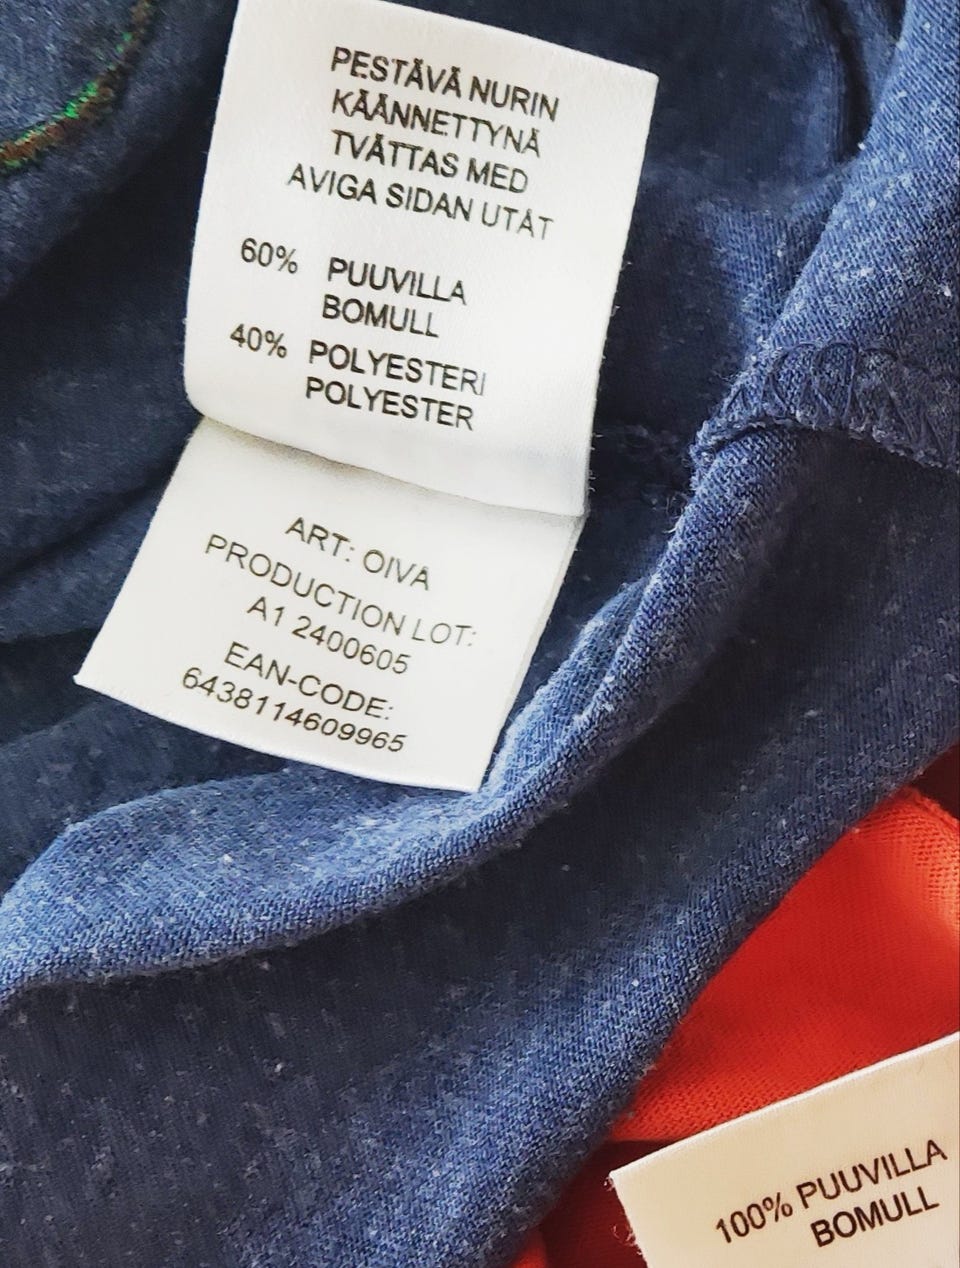 PESTÄVÄ NURIN
KÄÄNNETTYNÄ
TVÄTTAS MED
AVIGA SIDAN UTÅT
60% PUUVILLA
BOMULL
40% POLYESTERI
POLYESTER
ART: OIVA
PRODUCTION LOT:
A1 2400605
EAN-CODE:
6438114609965
100% PUUVILLA
BOMULL